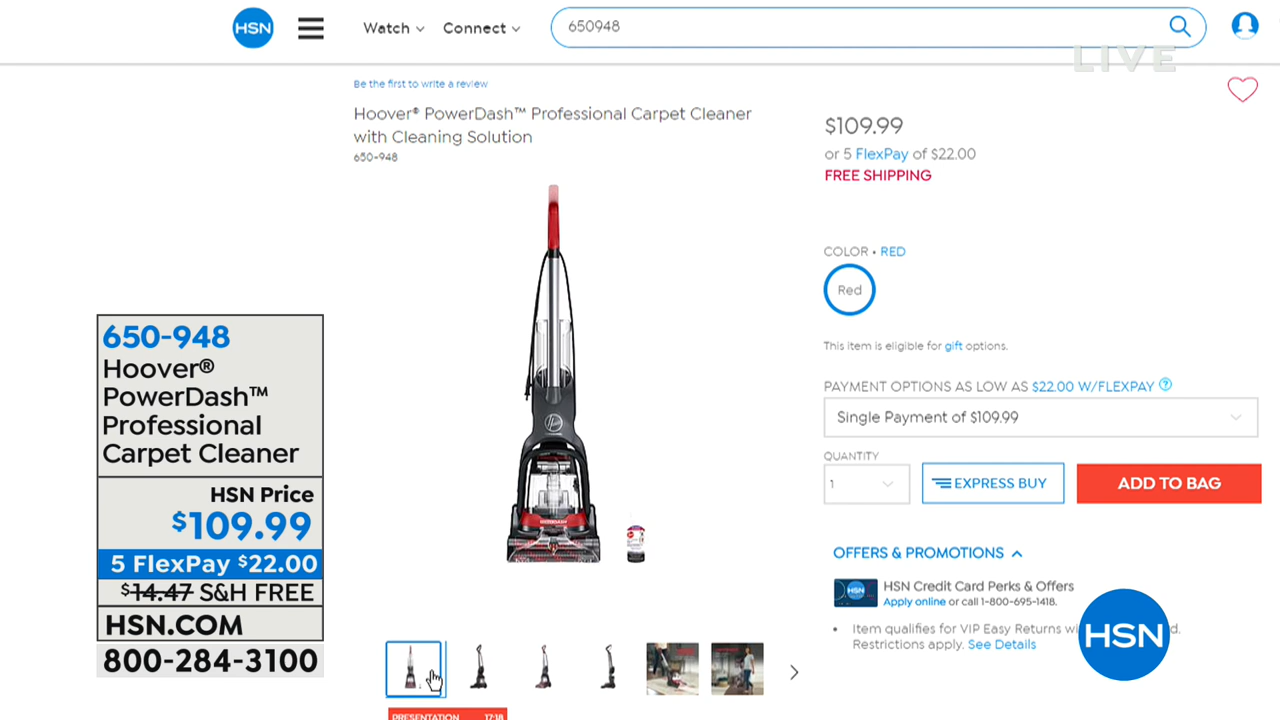 HSN
Watch
Connect
650948
LIVE
Be the first to write a review
Hoover® PowerDash™ Professional Carpet Cleaner
with Cleaning Solution
650-948
$109.99
or 5 FlexPay of $22.00
FREE SHIPPING
COLOR • RED
Red
This item is eligible for gift options.
PAYMENT OPTIONS AS LOW AS $22.00 W/FLEXPAY ?
Single Payment of $109.99
QUANTITY
1
EXPRESS BUY
ADD TO BAG
OFFERS & PROMOTIONS
HSN
HSN Credit Card Perks & Offers
Apply online or call 1-800-695-1418.
• Item qualifies for VIP Easy Returns
Restrictions apply. See Details
HSN
650-948
Hoover®
PowerDash™
Professional
Carpet Cleaner
HSN Price
$109.99
5 FlexPay $22.00
$14.47 S&H FREE
HSN.COM
800-284-3100
PRESENTATION 17:18